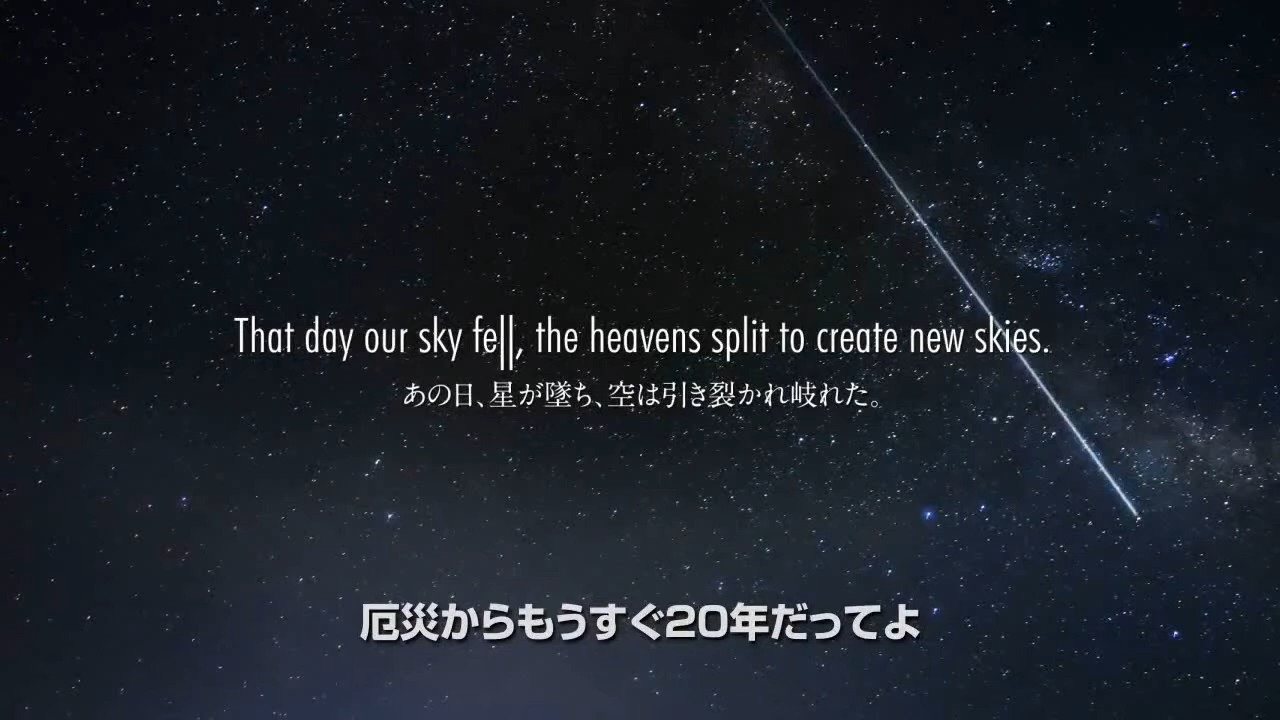 That day our sky fell, the heavens split to create new skies.
あの日、星が墜ち、空は引き裂かれ岐れた。
厄災からもうすぐ20年だってよ